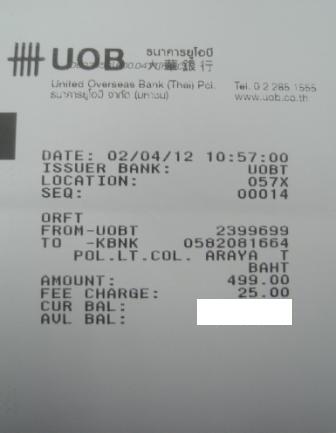 UOB ธนาคารยูโอบี
大華銀行
United Overseas Bank (Thai) Pcl. Tel. 0 2 285 1555
ธนาคารยูโอบี จำกัด (มหาชน) www.uob.co.th
DATE: 02/04/12 10:57:00
ISSUER BANK: UOBT
LOCATION: 057X
SEQ: 00014
ORFT
FROM-UOBT 2399699
TO -KBNK 0582081664
POL.LT.COL. ARAYA T
BAHT
AMOUNT: 499.00
FEE CHARGE: 25.00
CUR BAL:
AVL BAL: